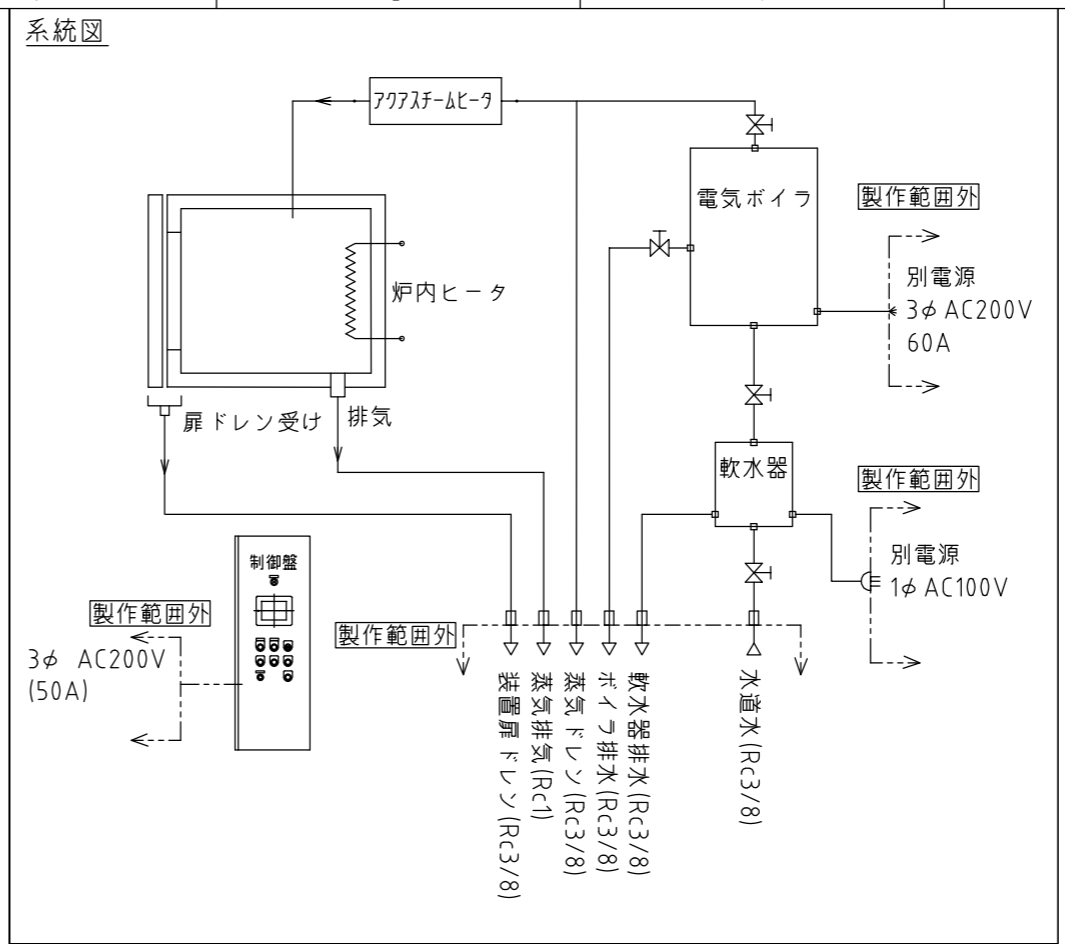 系統図
アクアスチームヒータ
電気ボイラ
製作範囲外
別電源
3φ AC200V
60A
炉内ヒータ
扉ドレン受け
排気
軟水器
製作範囲外
別電源
1φ AC100V
制御盤
製作範囲外
3φ AC200V
(50A)
製作範囲外
装置扉ドレン(Rc3/8)
蒸気排気(Rc1)
蒸気ドレン(Rc3/8)
ボイラ排水(Rc3/8)
軟水器排水(Rc3/8)
水道水(Rc3/8)